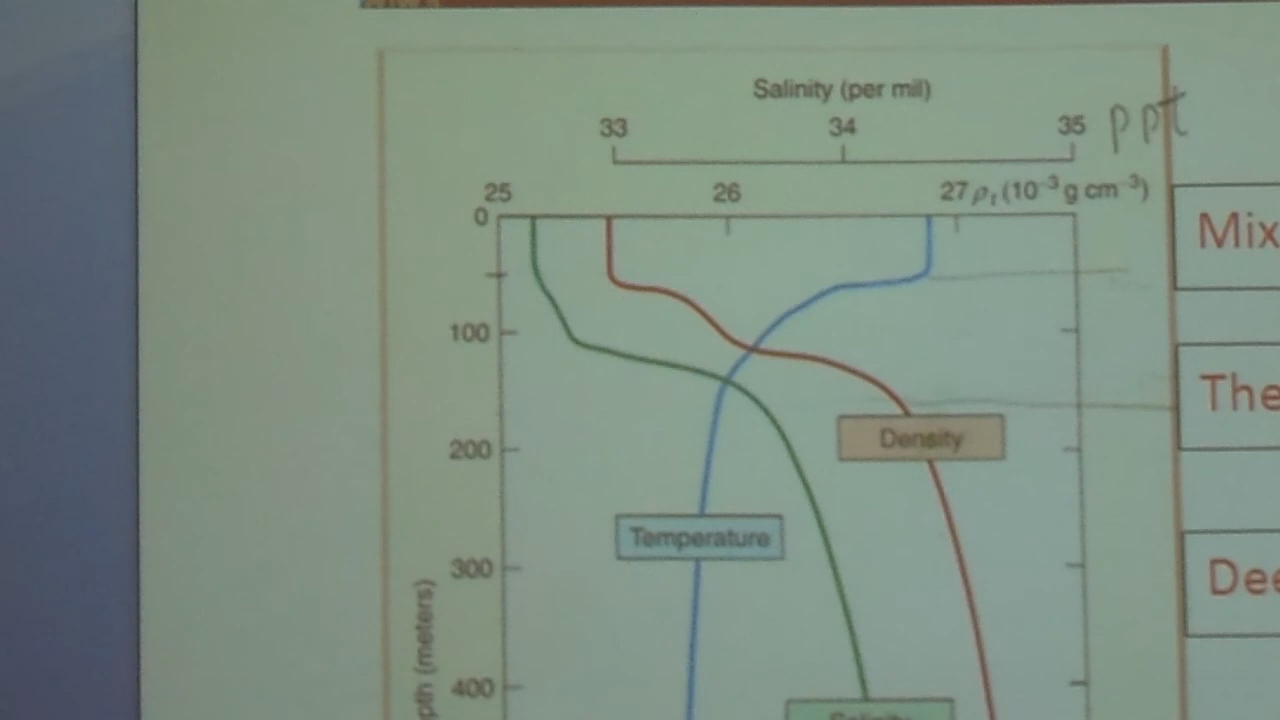 Salinity (per mil)
33 34 35 ppt
25 26 27 ρt (10-3 g cm-3)
0
Mix
100
The
200
Density
Temperature
300
Dee
400
pth (meters)
Salinity